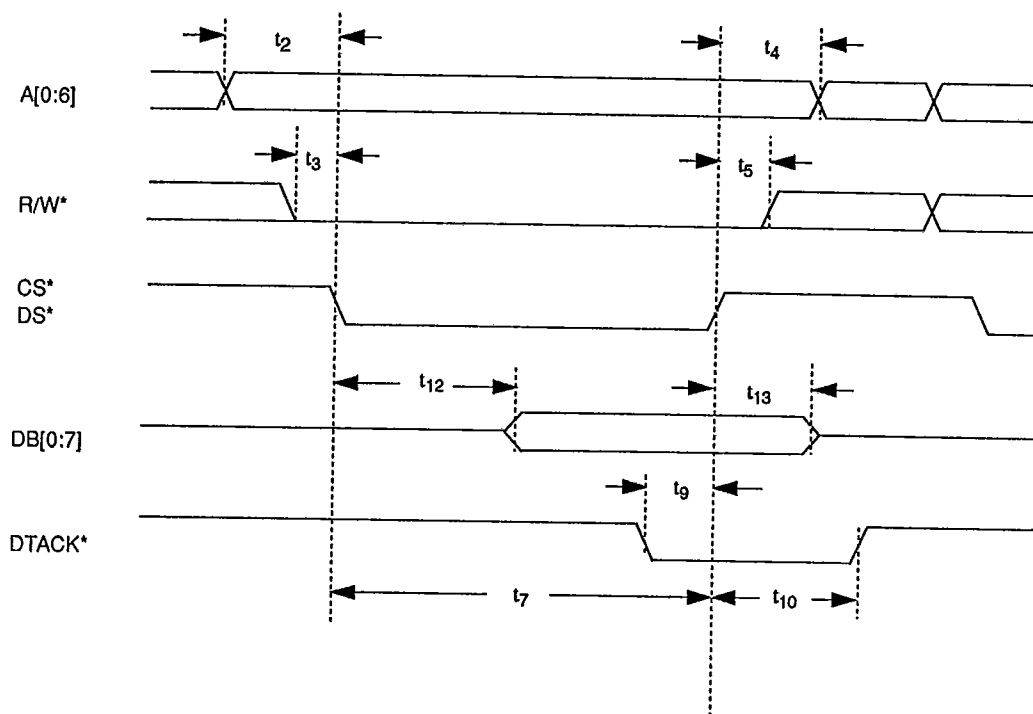 t2
t4
A[0:6]
t3
t5
R/W*
CS*
DS*
t12
t13
DB[0:7]
t9
DTACK*
t7
t10